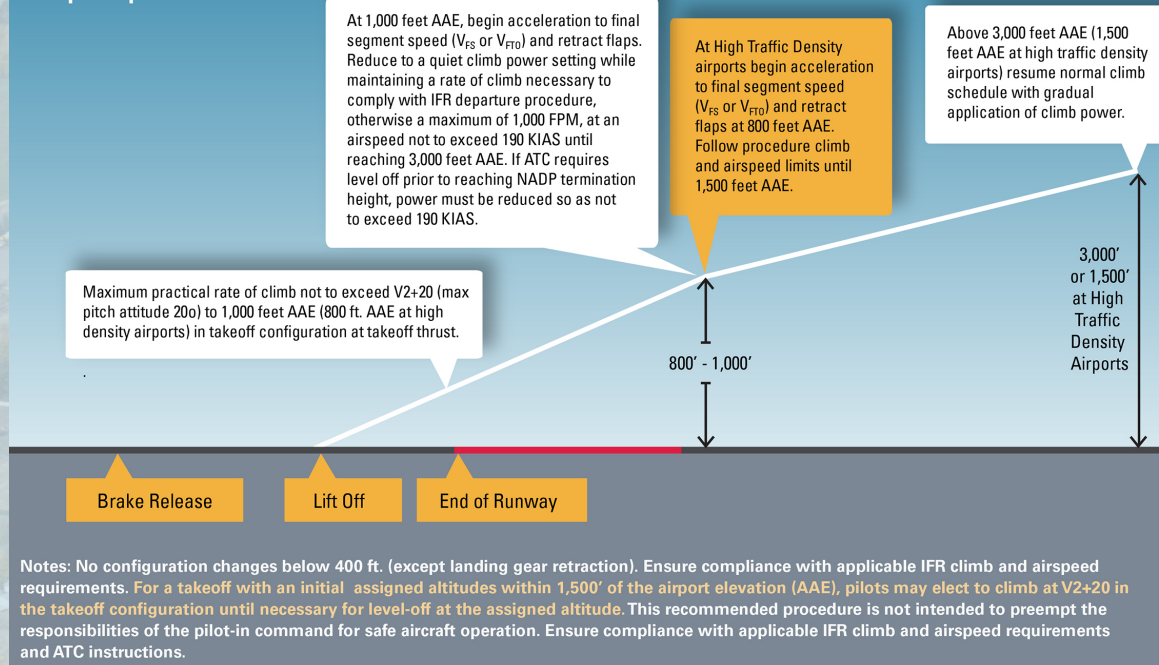 At 1,000 feet AAE, begin acceleration to final
segment speed (VFS or VFTO) and retract flaps.
Reduce to a quiet climb power setting while
maintaining a rate of climb necessary to
comply with IFR departure procedure,
otherwise a maximum of 1,000 FPM, at an
airspeed not to exceed 190 KIAS until
reaching 3,000 feet AAE. If ATC requires
level off prior to reaching NADP termination
height, power must be reduced so as not
to exceed 190 KIAS.
At High Traffic Density
airports begin acceleration
to final segment speed
(VFS or VFTO) and retract
flaps at 800 feet AAE.
Follow procedure climb
and airspeed limits until
1,500 feet AAE.
Above 3,000 feet AAE (1,500
feet AAE at high traffic density
airports) resume normal climb
schedule with gradual
application of climb power.
Maximum practical rate of climb not to exceed V2+20 (max
pitch attitude 20o) to 1,000 feet AAE (800 ft. AAE at high
density airports) in takeoff configuration at takeoff thrust.
.
800’ - 1,000’
3,000’
or 1,500’
at High
Traffic
Density
Airports
Brake Release
Lift Off
End of Runway
Notes: No configuration changes below 400 ft. (except landing gear retraction). Ensure compliance with applicable IFR climb and airspeed
requirements. For a takeoff with an initial assigned altitudes within 1,500’ of the airport elevation (AAE), pilots may elect to climb at V2+20 in
the takeoff configuration until necessary for level-off at the assigned altitude. This recommended procedure is not intended to preempt the
responsibilities of the pilot-in command for safe aircraft operation. Ensure compliance with applicable IFR climb and airspeed requirements
and ATC instructions.